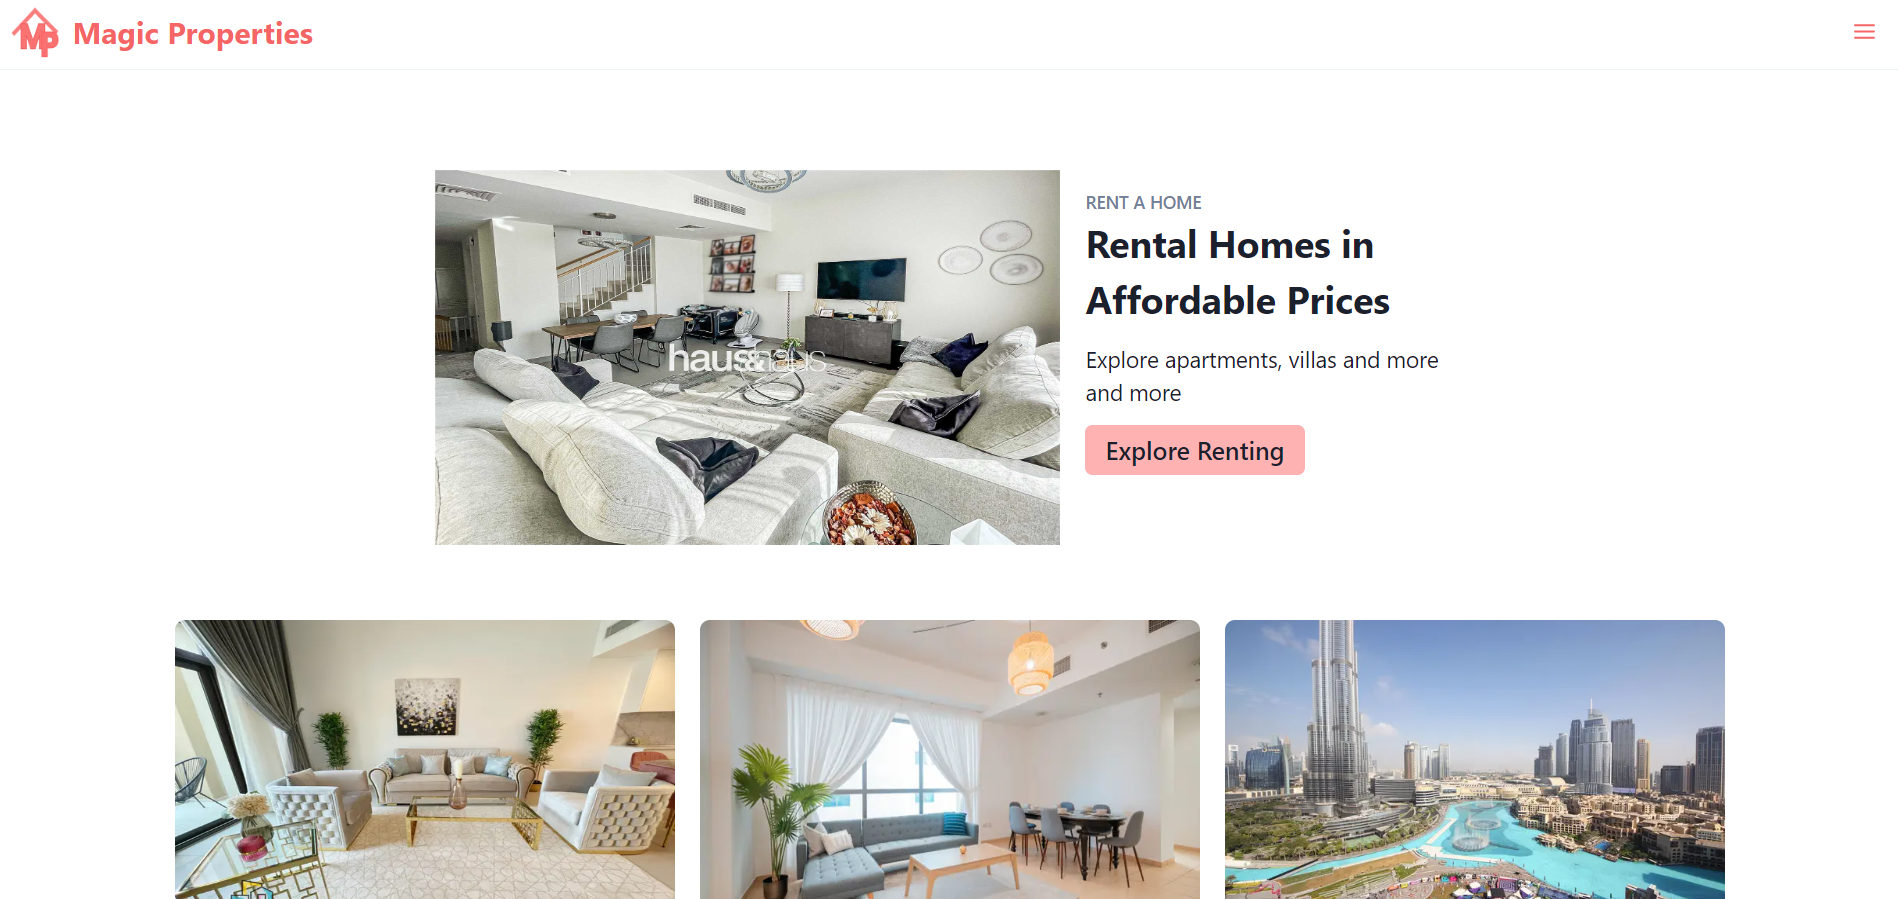 MP Magic Properties
RENT A HOME
Rental Homes in
Affordable Prices
haus&haus
Explore apartments, villas and more
and more
Explore Renting